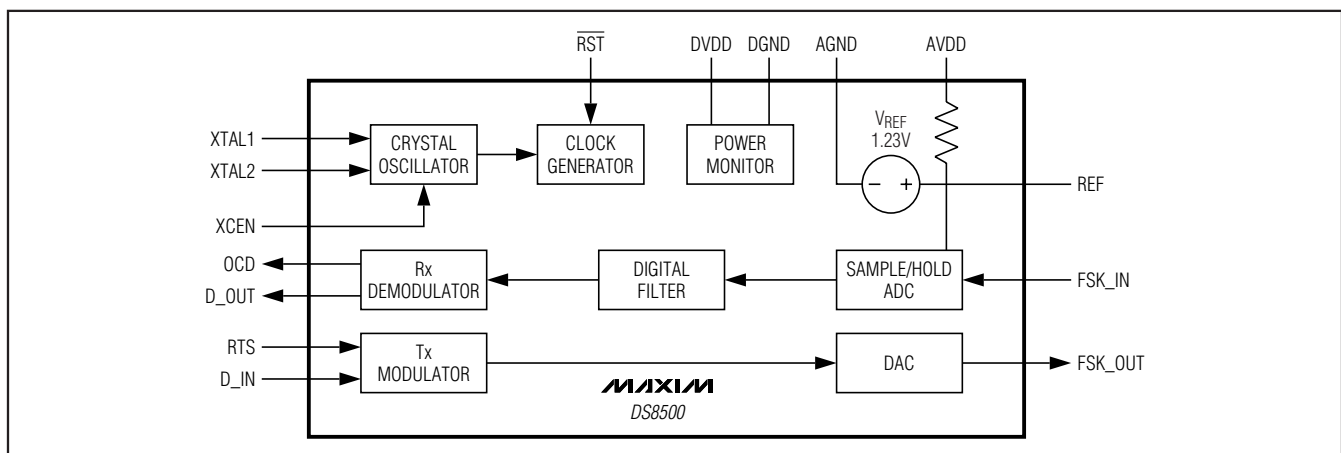 RST DVDD DGND AGND AVDD
XTAL1
XTAL2
XCEN
CRYSTAL
OSCILLATOR
CLOCK
GENERATOR
POWER
MONITOR
VREF
1.23V
– +
REF
OCD
D_OUT
Rx
DEMODULATOR
DIGITAL
FILTER
SAMPLE/HOLD
ADC
FSK_IN
RTS
D_IN
Tx
MODULATOR
DAC
FSK_OUT
MAXIM
DS8500